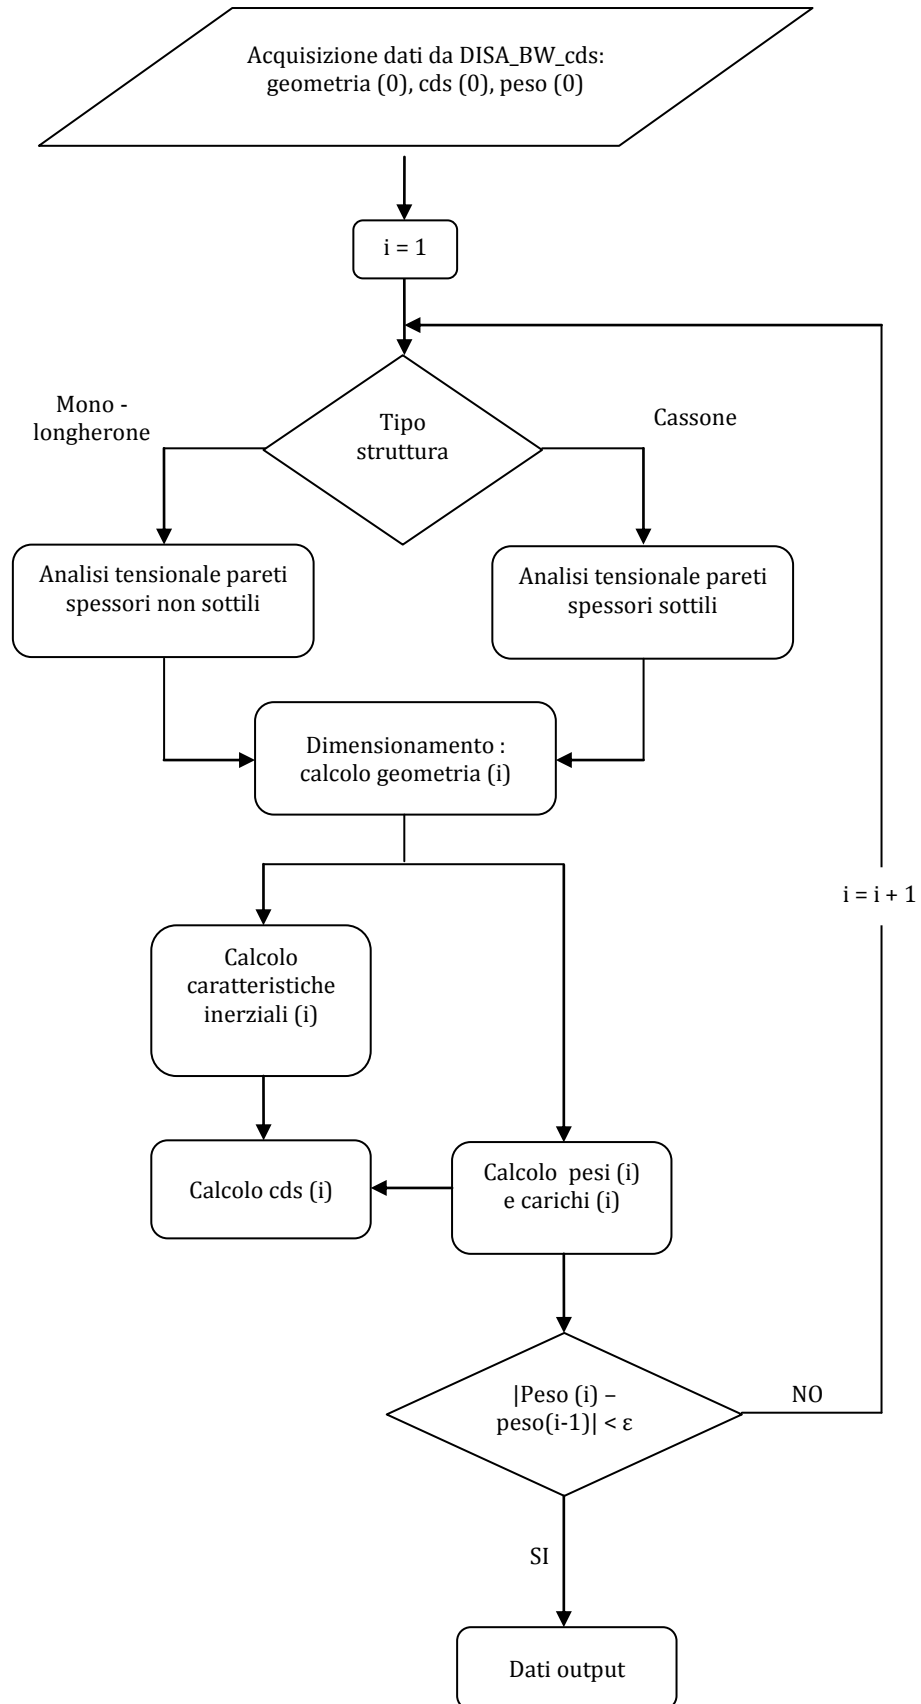 Acquisizione dati da DISA_BW_cds:
geometria (0), cds (0), peso (0)
i = 1
Mono -
longherone
Tipo
struttura
Cassone
Analisi tensionale pareti
spessori non sottili
Analisi tensionale pareti
spessori sottili
Dimensionamento :
calcolo geometria (i)
i = i + 1
Calcolo
caratteristiche
inerziali (i)
Calcolo cds (i)
Calcolo  pesi (i)
e carichi (i)
|Peso (i) –
peso(i-1)| < ε
NO
SI
Dati output